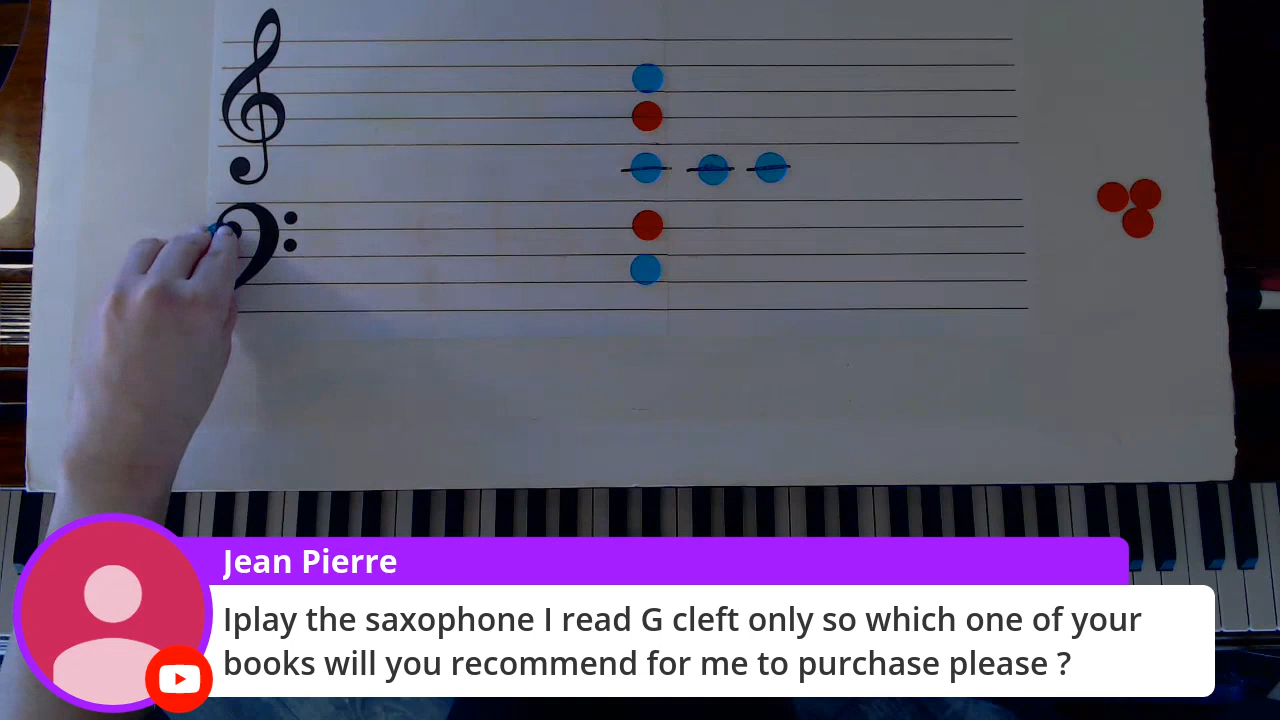 Jean Pierre
Iplay the saxophone I read G cleft only so which one of your
books will you recommend for me to purchase please ?